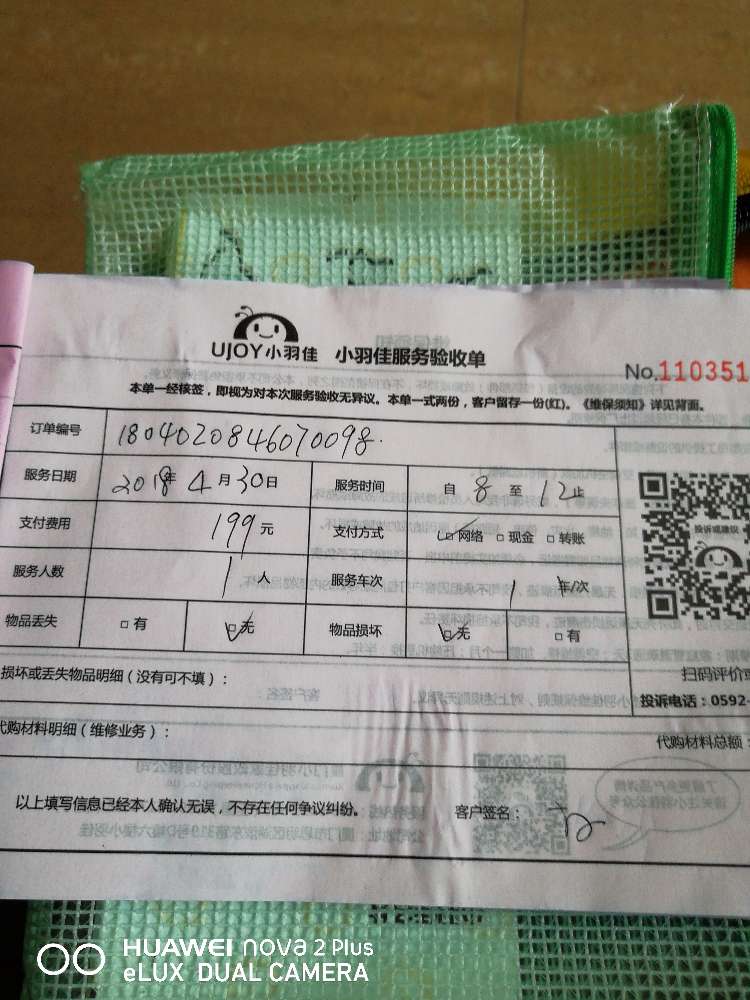 UJOY小羽佳 小羽佳服务验收单
No.110351
本单一经核签，即视为对本次服务验收无异议。本单一式两份，客户留存一份(红)。《维保须知》详见背面。
订单编号 1804020846070098
服务日期 2018年 4月30日 服务时间 自 8 至 12止
支付费用 199元 支付方式 网络 现金 转账
服务人数 1人 服务车次 1 车/次
物品丢失 有 无 物品损坏 无 有
投诉或建议
扫码评价或
损坏或丢失物品明细（没有可不填）：
投诉电话：0592-
代购材料明细（维修业务）： 代购材料总额：
以上填写信息已经本人确认无误，不存在任何争议纠纷。 客户签名：
HUAWEI nova 2 Plus
eLUX DUAL CAMERA